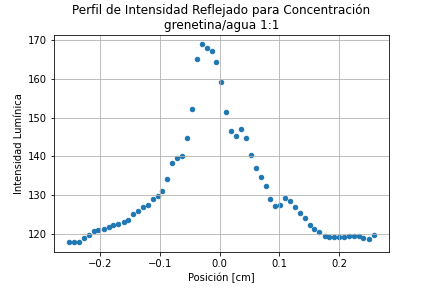 Perfil de Intensidad Reflejado para Concentración
grenetina/agua 1:1
Intensidad Lumínica
170
160
150
140
130
120
−0.2 −0.1 0.0 0.1 0.2
Posición [cm]